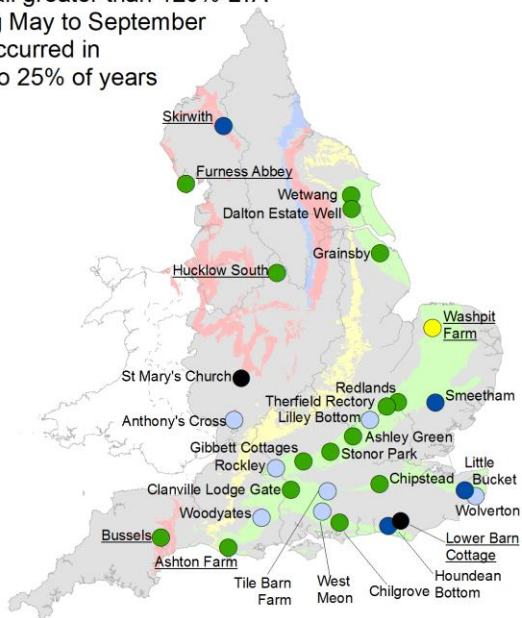 greater than 120% LTA
May to September
occurred in
25% of years
Skirwith
Furness Abbey
Wetwang
Dalton Estate Well
Grainsby
Hucklow South
Washpit
Farm
St Mary's Church
Redlands
Therfield Rectory
Smeetham
Anthony's Cross
Lilley Bottom
Ashley Green
Gibbett Cottages
Stonor Park
Rockley
Little
Bucket
Clanville Lodge Gate
Chipstead
Wolverton
Woodyates
Bussels
Lower Barn
Cottage
Ashton Farm
Tile Barn
Farm
West
Meon
Chilgrove
Houndean
Bottom